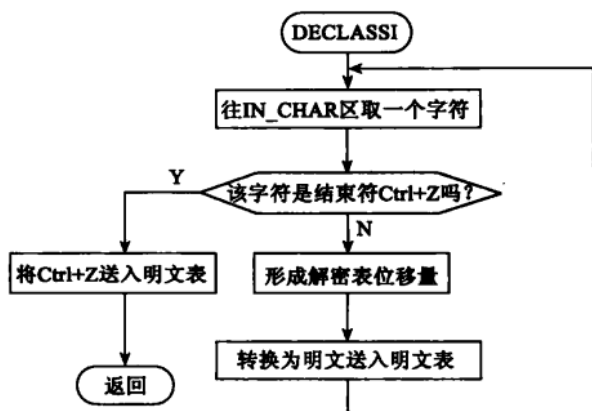 DECLASSI
往IN_CHAR区取一个字符
Y
该字符是结束符Ctrl+Z吗?
N
将Ctrl+Z送入明文表
形成解密表位移量
转换为明文送入明文表
返回